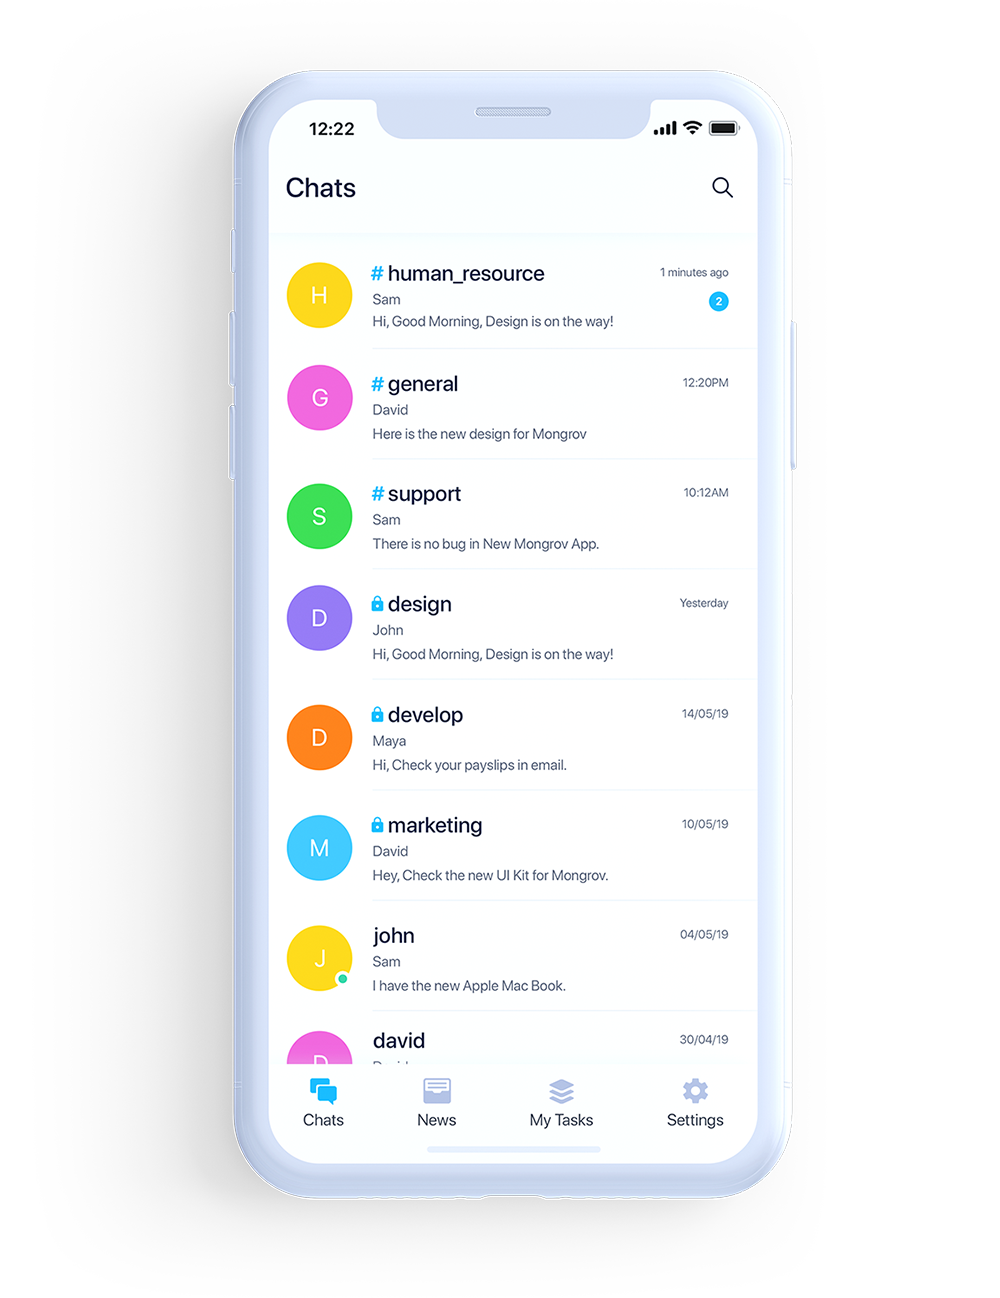 12:22
Chats
H
# human_resource
1 minutes ago
Sam
2
Hi, Good Morning, Design is on the way!
G
# general
12:20PM
David
Here is the new design for Mongrov
S
# support
10:12AM
Sam
There is no bug in New Mongrov App.
D
design
Yesterday
John
Hi, Good Morning, Design is on the way!
D
develop
14/05/19
Maya
Hi, Check your payslips in email.
M
marketing
10/05/19
David
Hey, Check the new UI Kit for Mongrov.
J
john
04/05/19
Sam
I have the new Apple Mac Book.
D
david
30/04/19
Chats
News
My Tasks
Settings